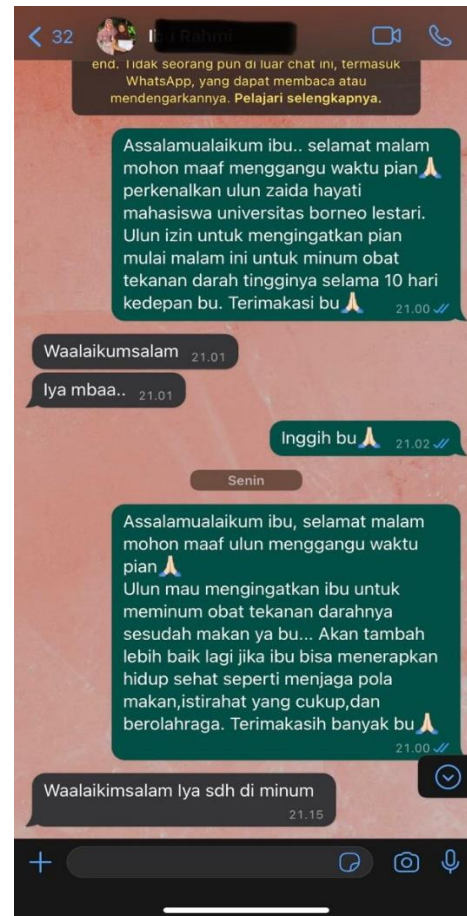 32
end. Tidak seorang pun di luar chat ini, termasuk
WhatsApp, yang dapat membaca atau
mendengarkannya. Pelajari selengkapnya.
Assalamualaikum ibu.. selamat malam
mohon maaf menggangu waktu pian🙏🏻
perkenalkan ulun zaida hayati
mahasiswa universitas borneo lestari.
Ulun izin untuk mengingatkan pian
mulai malam ini untuk minum obat
tekanan darah tingginya selama 10 hari
kedepan bu. Terimakasi bu🙏🏻 21.00
Waalaikumsalam 21.01
Iya mbaa.. 21.01
Inggih bu🙏🏻 21.02
Senin
Assalamualaikum ibu, selamat malam
mohon maaf ulun menggangu waktu
pian🙏🏻
Ulun mau mengingatkan ibu untuk
meminum obat tekanan darahnya
sesudah makan ya bu... Akan tambah
lebih baik lagi jika ibu bisa menerapkan
hidup sehat seperti menjaga pola
makan,istirahat yang cukup,dan
berolahraga. Terimakasih banyak bu🙏🏻
21.00
Waalaikimsalam Iya sdh di minum
21.15